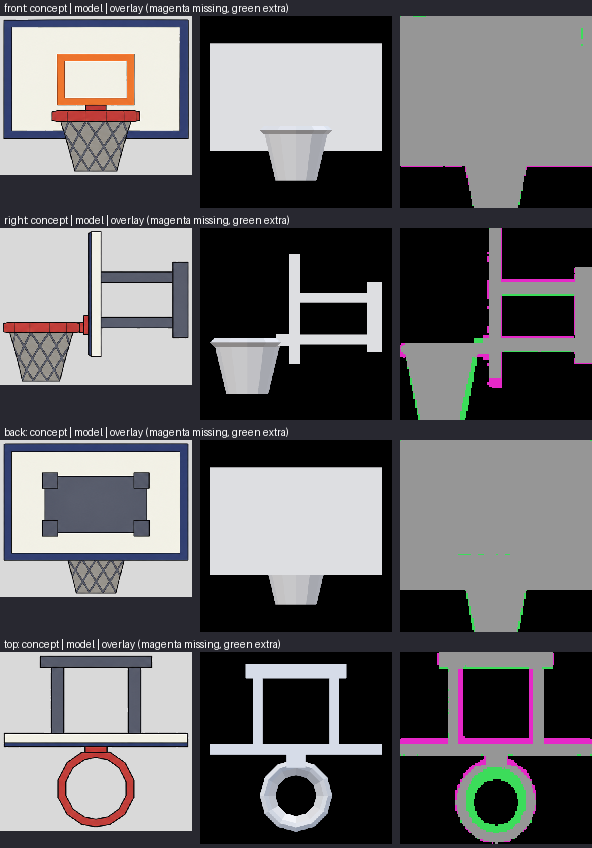 front: concept | model | overlay (magenta missing, green extra)
right: concept | model | overlay (magenta missing, green extra)
back: concept | model | overlay (magenta missing, green extra)
top: concept | model | overlay (magenta missing, green extra)